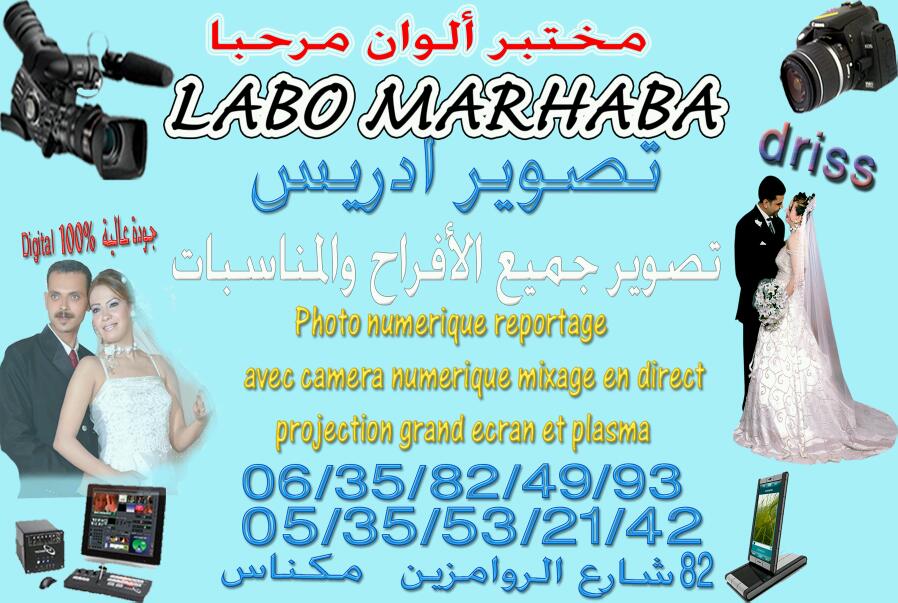 مختبر ألوان مرحبا
LABO MARHABA
تصوير ادريس
driss
جودة عالية Digital 100%
تصوير جميع الأفراح والمناسبات
Photo numerique reportage
avec camera numerique mixage en direct
projection grand ecran et plasma
06/35/82/49/93
05/35/53/21/42
82 شارع الروامزين مكناس